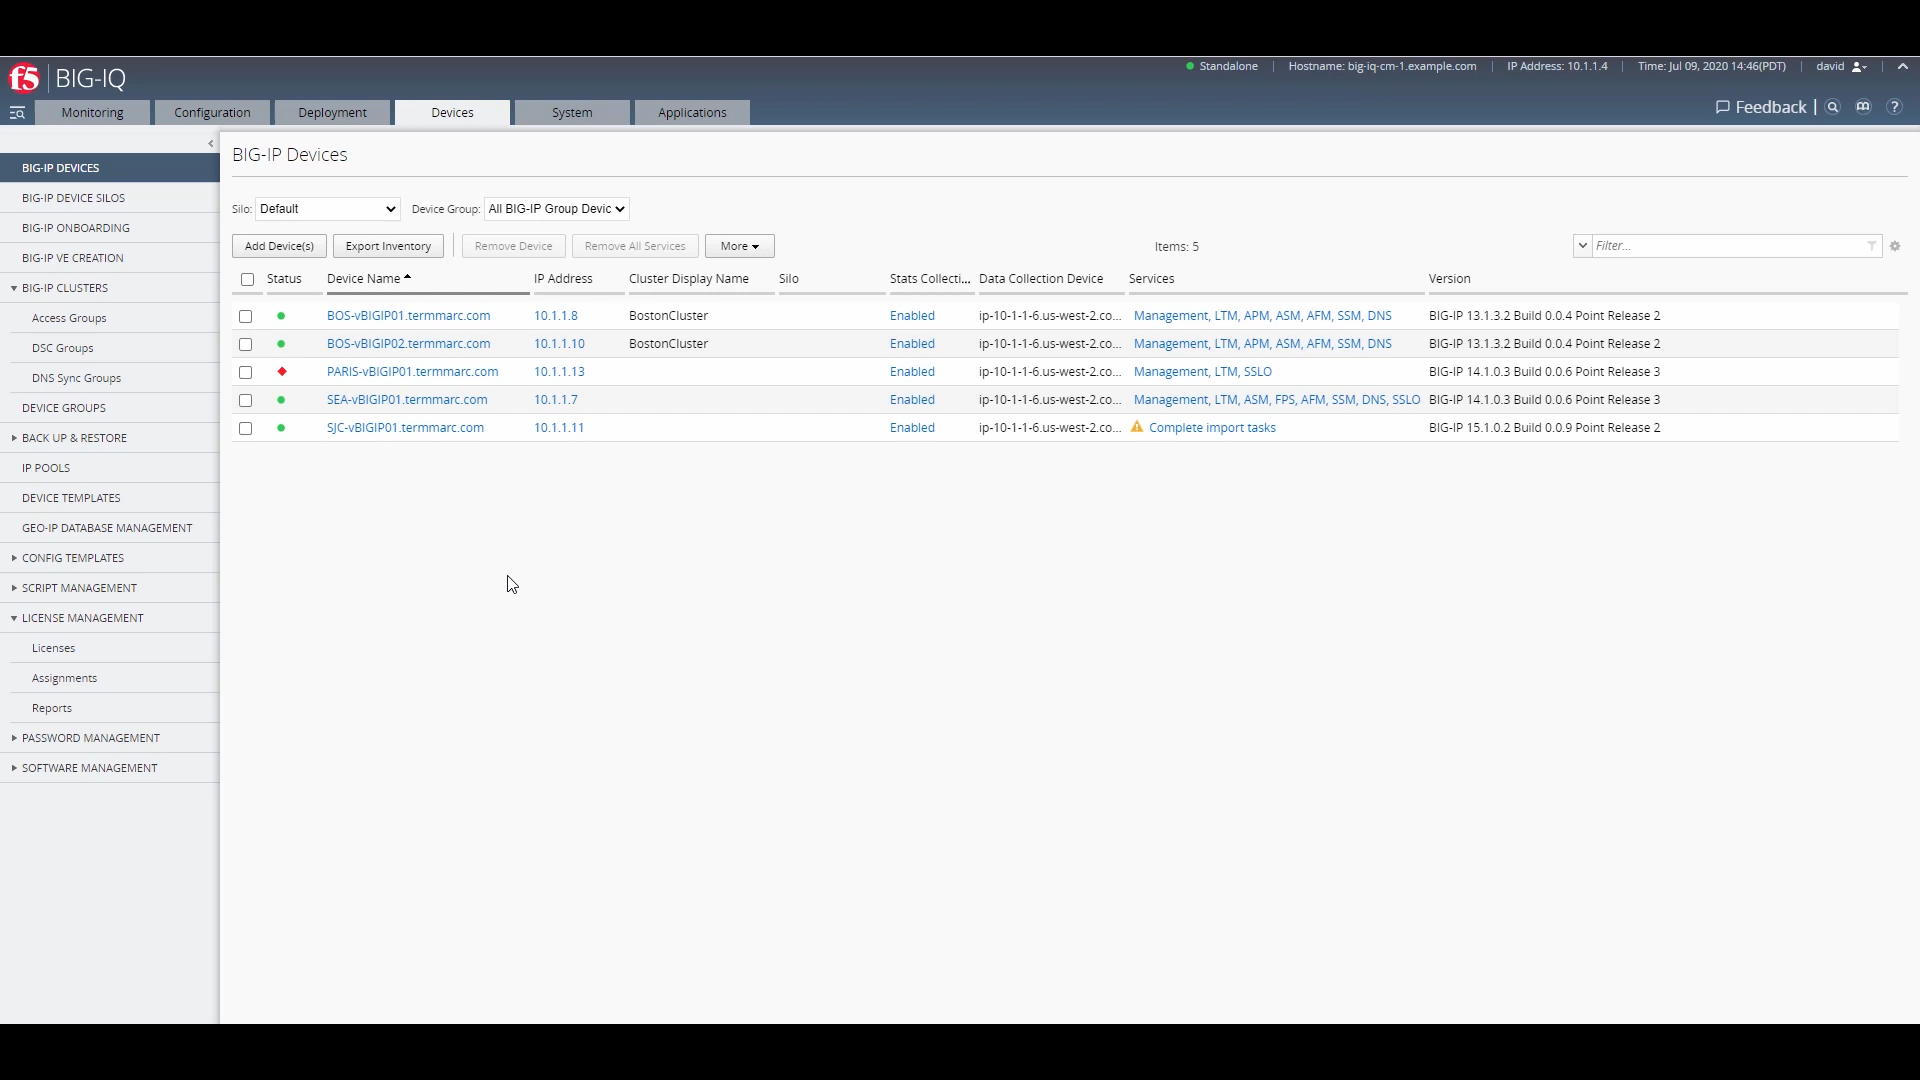 f5 BIG-IQ
Standalone Hostname: big-iq-cm-1.example.com IP Address: 10.1.1.4 Time: Jul 09, 2020 14:46(PDT) david
Monitoring Configuration Deployment Devices System Applications
Feedback
BIG-IP DEVICES
BIG-IP DEVICE SILOS
BIG-IP ONBOARDING
BIG-IP VE CREATION
BIG-IP CLUSTERS
Access Groups
DSC Groups
DNS Sync Groups
DEVICE GROUPS
BACK UP & RESTORE
IP POOLS
DEVICE TEMPLATES
GEO-IP DATABASE MANAGEMENT
CONFIG TEMPLATES
SCRIPT MANAGEMENT
LICENSE MANAGEMENT
Licenses
Assignments
Reports
PASSWORD MANAGEMENT
SOFTWARE MANAGEMENT
BIG-IP Devices
Silo: Default Device Group: All BIG-IP Group Devic
Add Device(s) Export Inventory Remove Device Remove All Services More Items: 5 Filter...
Status Device Name IP Address Cluster Display Name Silo Stats Collecti... Data Collection Device Services Version
BOS-vBIGIP01.termmarc.com 10.1.1.8 BostonCluster Enabled ip-10-1-1-6.us-west-2.co... Management, LTM, APM, ASM, AFM, SSM, DNS BIG-IP 13.1.3.2 Build 0.0.4 Point Release 2
BOS-vBIGIP02.termmarc.com 10.1.1.10 BostonCluster Enabled ip-10-1-1-6.us-west-2.co... Management, LTM, APM, ASM, AFM, SSM, DNS BIG-IP 13.1.3.2 Build 0.0.4 Point Release 2
PARIS-vBIGIP01.termmarc.com 10.1.1.13 Enabled ip-10-1-1-6.us-west-2.co... Management, LTM, SSLO BIG-IP 14.1.0.3 Build 0.0.6 Point Release 3
SEA-vBIGIP01.termmarc.com 10.1.1.7 Enabled ip-10-1-1-6.us-west-2.co... Management, LTM, ASM, FPS, AFM, SSM, DNS, SSLO BIG-IP 14.1.0.3 Build 0.0.6 Point Release 3
SJC-vBIGIP01.termmarc.com 10.1.1.11 Enabled ip-10-1-1-6.us-west-2.co... Complete import tasks BIG-IP 15.1.0.2 Build 0.0.9 Point Release 2